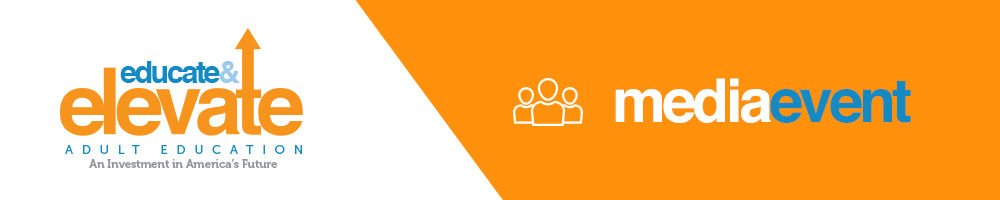 educate&
elevate
ADULT EDUCATION
An Investment in America's Future
mediaevent